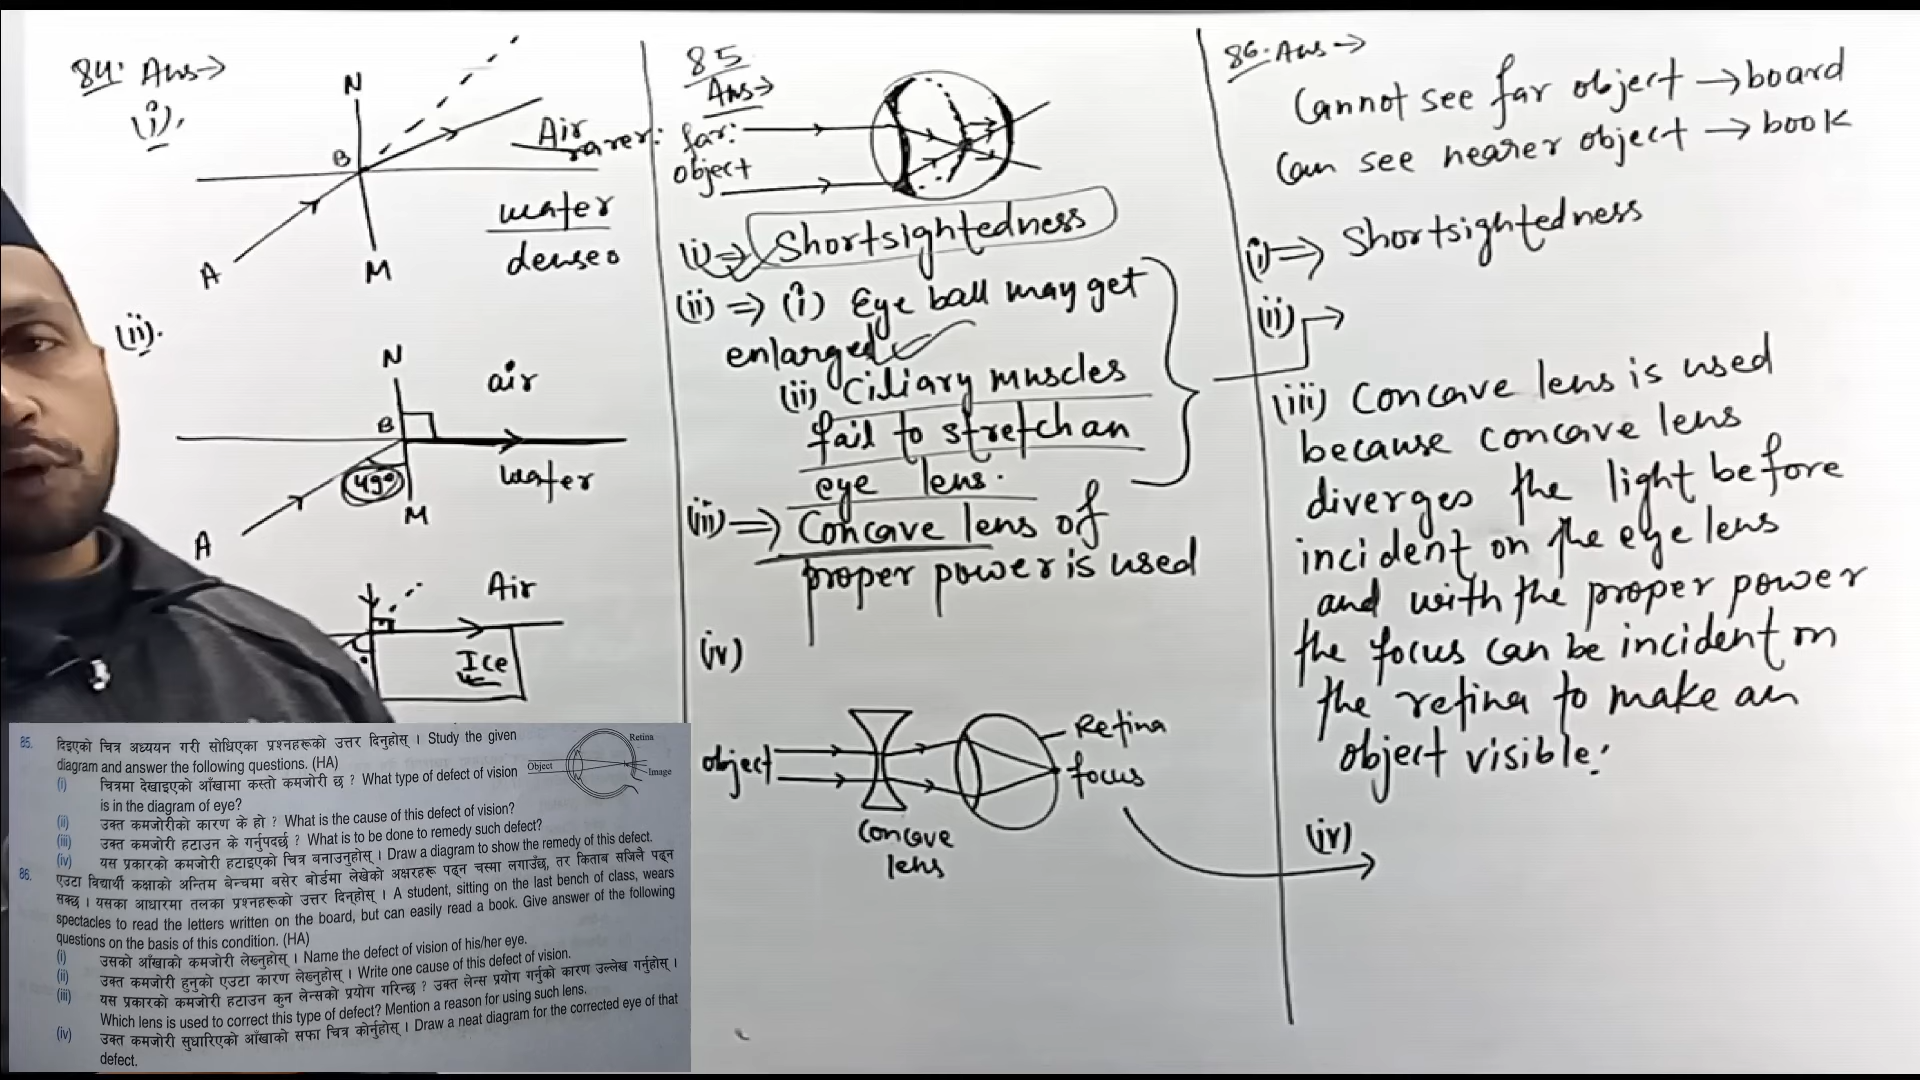 84. Ans→
(i),
N
B
Air
rarer:
water
denser
A
M
(ii).
N
air
B
water
49°
M
A
Air
Ice
85
Ans→
far:
object
(i)⇒ Shortsightedness
(ii) ⇒ (i) Eye ball may get
enlarged
(ii) Ciliary muscles
fail to stretch an
eye lens.
(iii)⇒ Concave lens of
proper power is used
(iv)
object
Retina
focus
Concave
lens
86. Ans→
Cannot see far object → board
Can see nearer object → book
(i)⇒ Shortsightedness
(ii)
(iii) Concave lens is used
because concave lens
diverges the light before
incident on the eye lens
and with the proper power
the focus can be incident on
the retina to make an
object visible.
(iv)
85. दिइएको चित्र अध्ययन गरी सोधिएका प्रश्नहरूको उत्तर दिनुहोस् । Study the given
diagram and answer the following questions. (HA)
Object
Retina
Image
(i) चित्रमा देखाइएको आँखामा कस्तो कमजोरी छ ? What type of defect of vision
is in the diagram of eye?
(ii) उक्त कमजोरीको कारण के हो ? What is the cause of this defect of vision?
(iii) उक्त कमजोरी हटाउन के गर्नुपर्दछ ? What is to be done to remedy such defect?
(iv) यस प्रकारको कमजोरी हटाइएको चित्र बनाउनुहोस् । Draw a diagram to show the remedy of this defect.
86. एउटा विद्यार्थी कक्षाको अन्तिम बेन्चमा बसेर बोर्डमा लेखेको अक्षरहरू पढ्न चस्मा लगाउँछ, तर किताब सजिलै पढ्न
सक्छ । यसका आधारमा तलका प्रश्नहरूको उत्तर दिनुहोस् । A student, sitting on the last bench of class, wears
spectacles to read the letters written on the board, but can easily read a book. Give answer of the following
questions on the basis of this condition. (HA)
(i) उसको आँखाको कमजोरी लेख्नुहोस् । Name the defect of vision of his/her eye.
(ii) उक्त कमजोरी हुनुको एउटा कारण लेख्नुहोस् । Write one cause of this defect of vision.
(iii) यस प्रकारको कमजोरी हटाउन कुन लेन्सको प्रयोग गरिन्छ ? उक्त लेन्स प्रयोग गर्नुको कारण उल्लेख गर्नुहोस् ।
Which lens is used to correct this type of defect? Mention a reason for using such lens.
(iv) उक्त कमजोरी सुधारिएको आँखाको सफा चित्र कोर्नुहोस् । Draw a neat diagram for the corrected eye of that
defect.